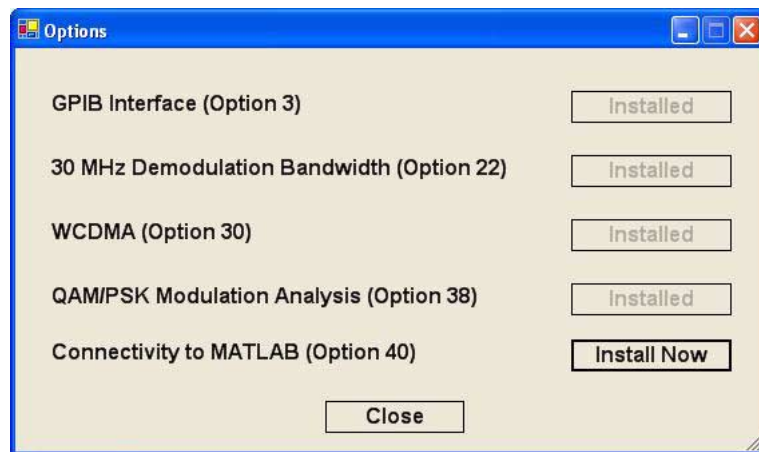 Options
GPIB Interface (Option 3) Installed
30 MHz Demodulation Bandwidth (Option 22) Installed
WCDMA (Option 30) Installed
QAM/PSK Modulation Analysis (Option 38) Installed
Connectivity to MATLAB (Option 40) Install Now
Close